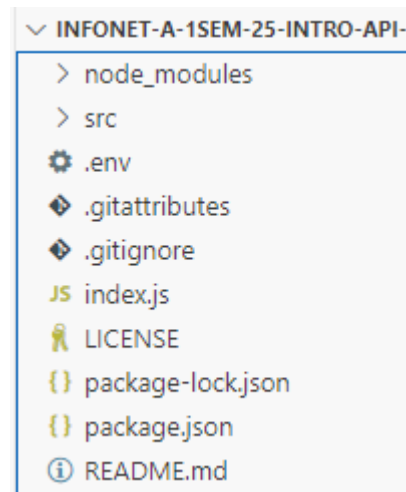 INFONET-A-1SEM-25-INTRO-API-
node_modules
src
.env
.gitattributes
.gitignore
JS index.js
LICENSE
{} package-lock.json
{} package.json
README.md